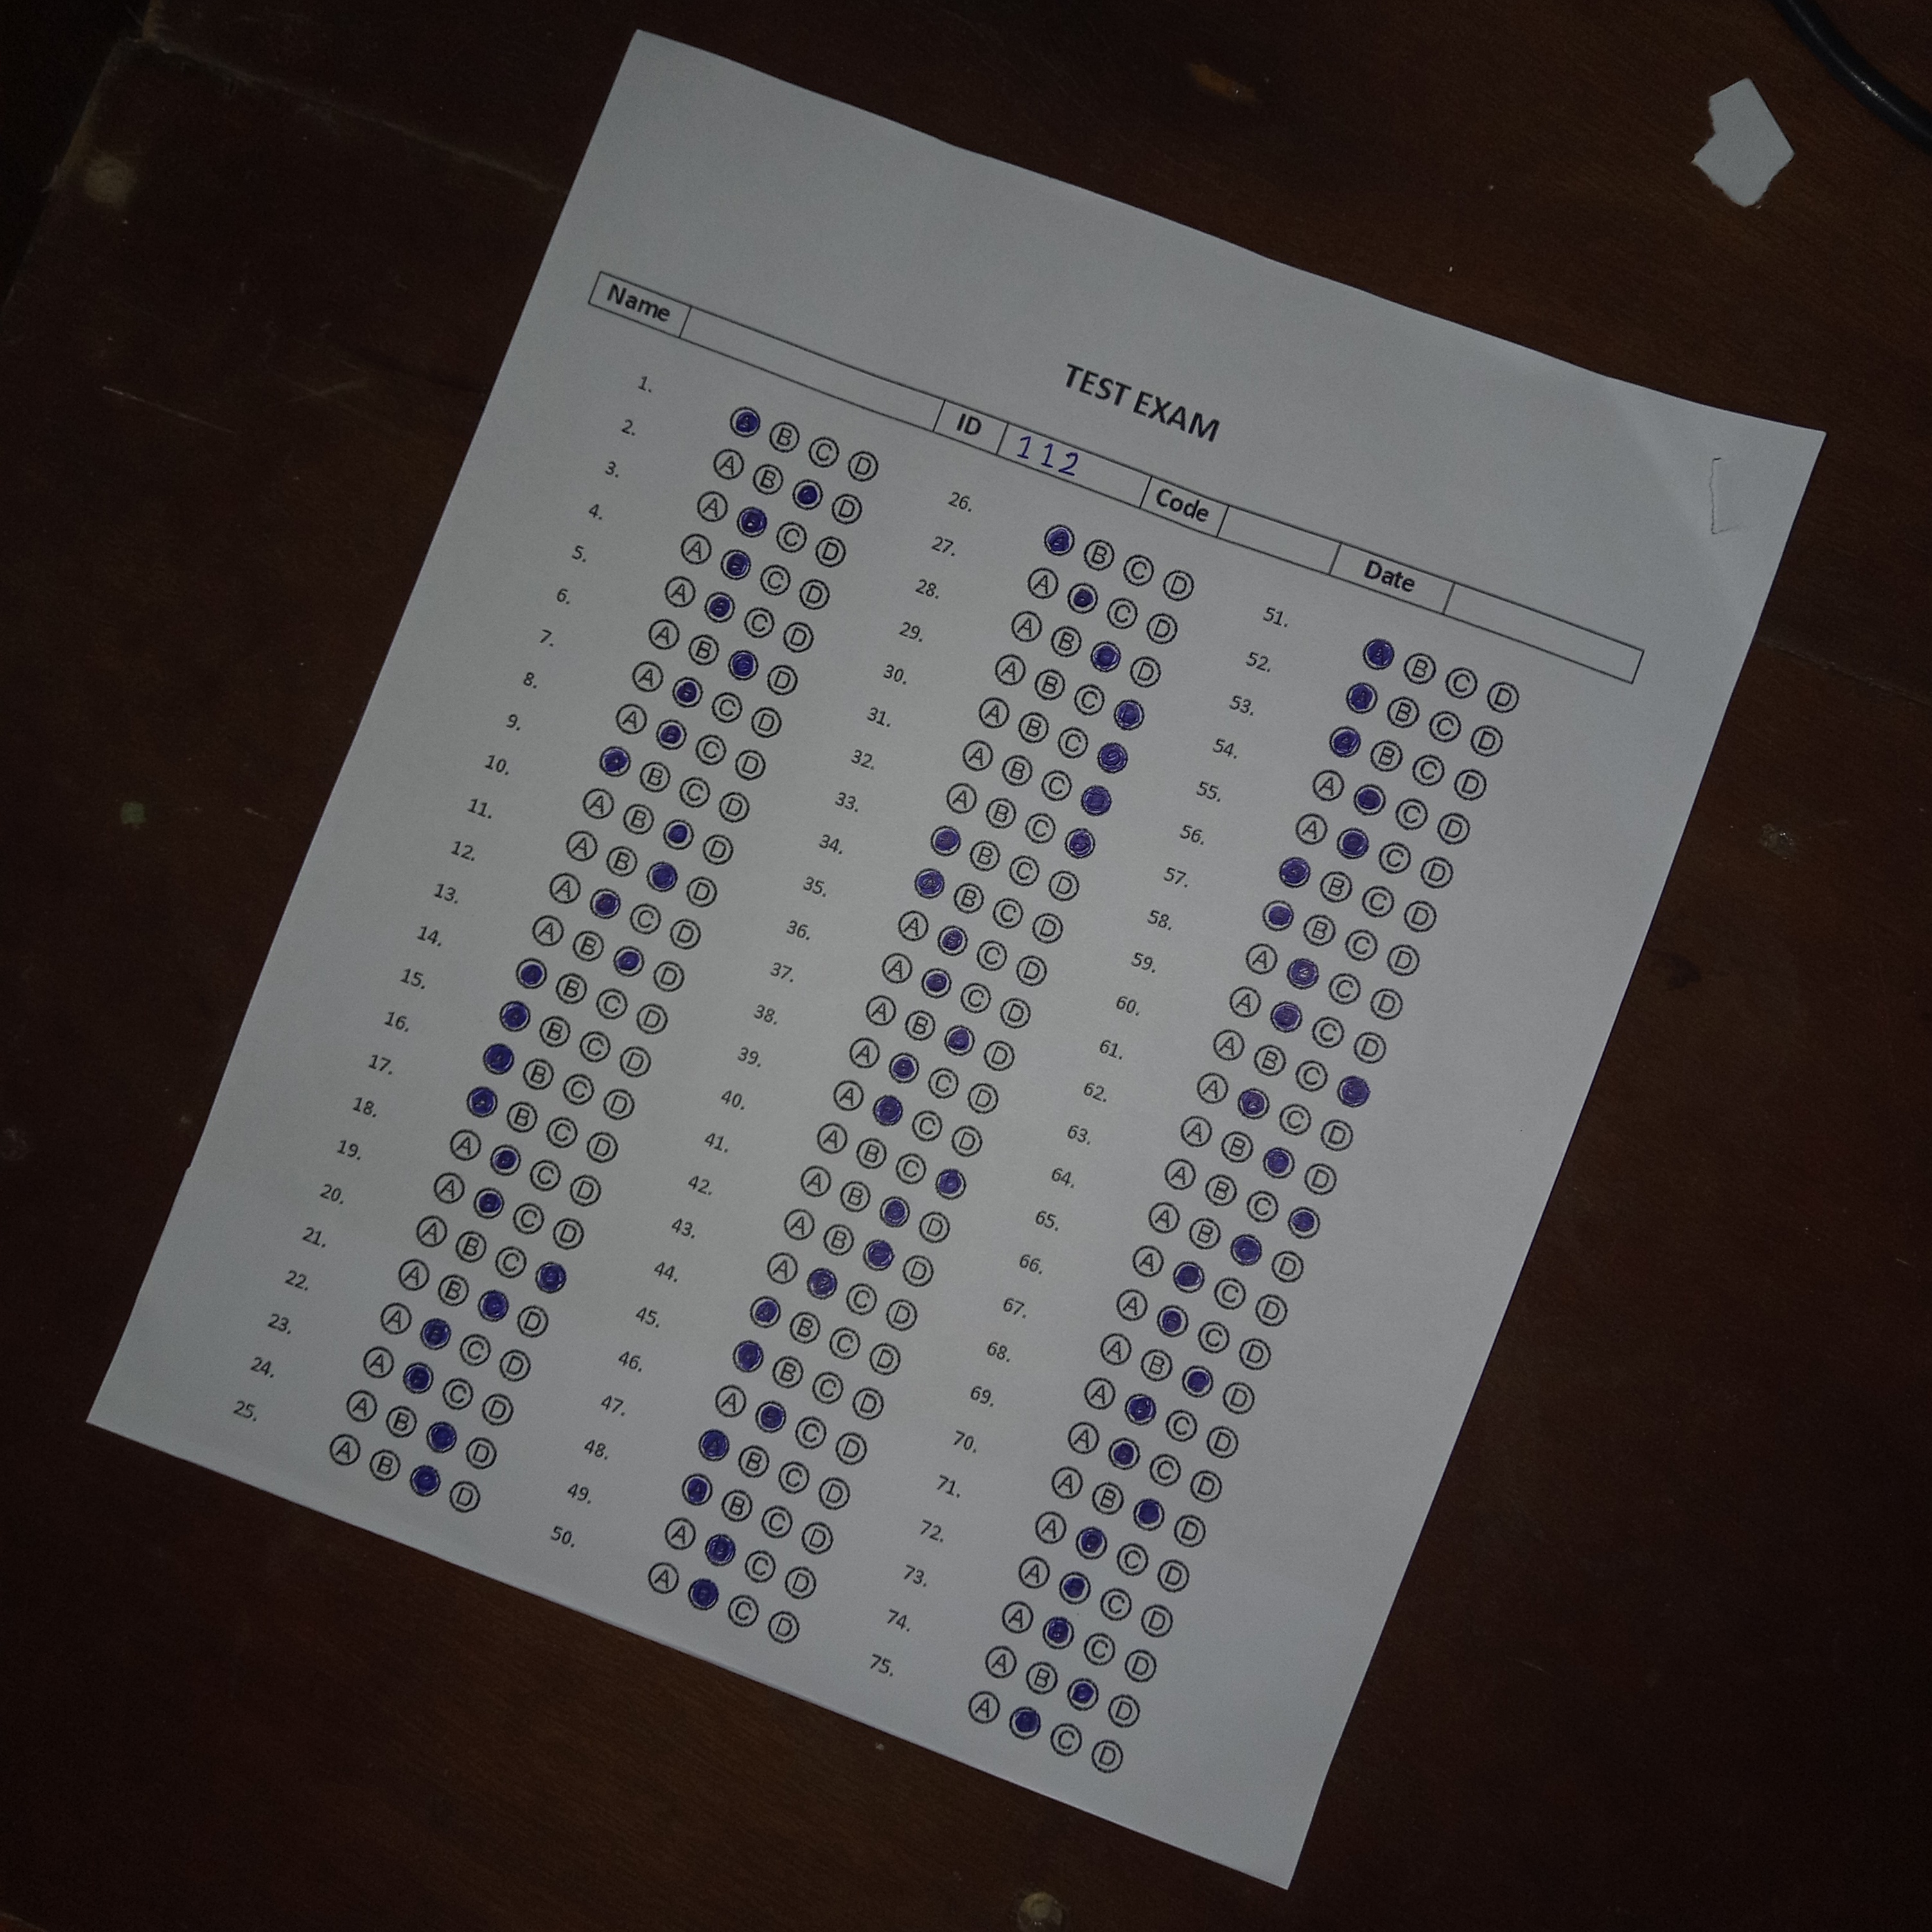 TEST EXAM
Name ID 112 Code Date
1. B C D
2. A B D
3. A C D
4. A C D
5. A C D
6. A B D
7. A C D
8. A C D
9. B C D
10. A B D
11. A B D
12. A C D
13. A B D
14. B C D
15. B C D
16. B C D
17. B C D
18. A C D
19. A C D
20. A B C
21. A B D
22. A C D
23. A C D
24. A B D
25. A B D
26. B C D
27. A C D
28. A B D
29. A B C
30. A B C
31. A B C
32. A B C
33. B C D
34. B C D
35. A C D
36. A C D
37. A B D
38. A C D
39. A C D
40. A B C
41. A B D
42. A B D
43. A C D
44. B C D
45. B C D
46. A C D
47. B C D
48. B C D
49. A C D
50. A C D
51. B C D
52. B C D
53. B C D
54. A C D
55. A C D
56. B C D
57. B C D
58. A C D
59. A C D
60. A B C
61. A C D
62. A B D
63. A B C
64. A B D
65. A C D
66. A C D
67. A B D
68. A C D
69. A C D
70. A B D
71. A C D
72. A C D
73. A C D
74. A B D
75. A C D